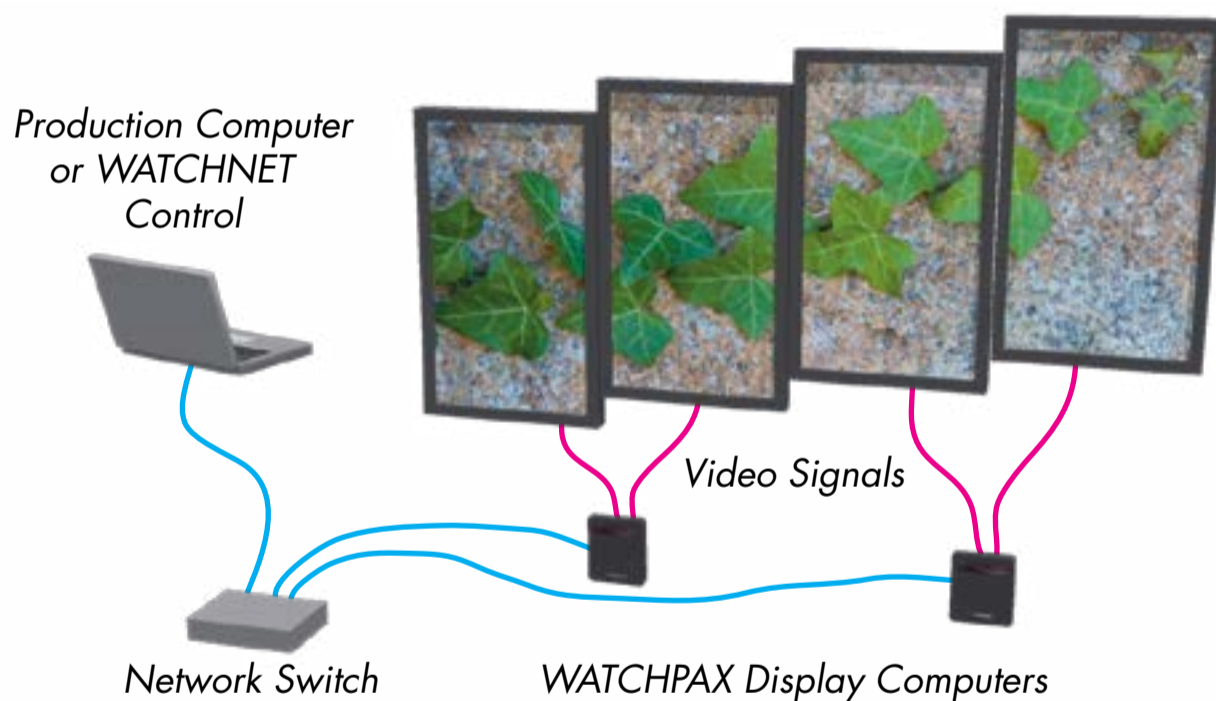 Production Computer
or WATCHNET
Control
Video Signals
Network Switch
WATCHPAX Display Computers